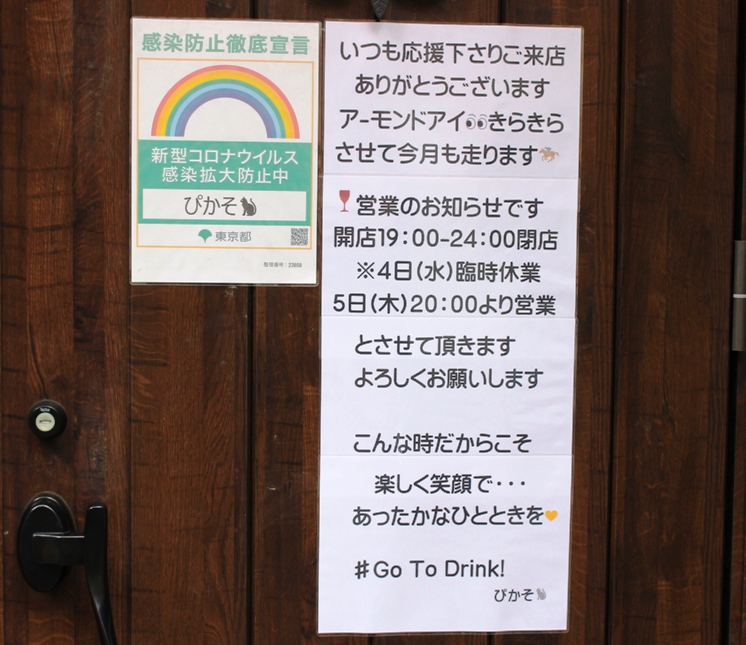 感染防止徹底宣言
新型コロナウイルス
感染拡大防止中
ぴかそ
東京都
いつも応援下さりご来店
ありがとうございます
アーモンドアイ👀きらきら
させて今月も走ります🏇
🍷営業のお知らせです
開店19:00-24:00閉店
※4日(水)臨時休業
5日(木)20:00より営業
とさせて頂きます
よろしくお願いします
こんな時だからこそ
楽しく笑顔で・・・
あったかなひとときを🧡
#Go To Drink!
ぴかそ🐈